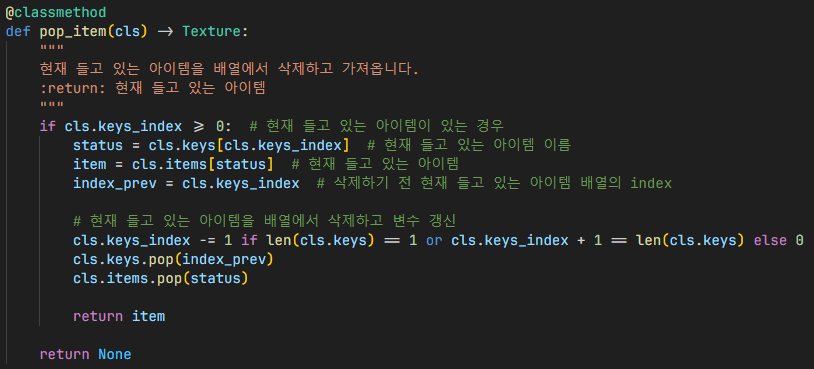 @classmethod
def pop_item(cls) -> Texture:
    """
    현재 들고 있는 아이템을 배열에서 삭제하고 가져옵니다.
    :return: 현재 들고 있는 아이템
    """
    if cls.keys_index >= 0:  # 현재 들고 있는 아이템이 있는 경우
        status = cls.keys[cls.keys_index]  # 현재 들고 있는 아이템 이름
        item = cls.items[status]  # 현재 들고 있는 아이템
        index_prev = cls.keys_index  # 삭제하기 전 현재 들고 있는 아이템 배열의 index

        # 현재 들고 있는 아이템을 배열에서 삭제하고 변수 갱신
        cls.keys_index -= 1 if len(cls.keys) == 1 or cls.keys_index + 1 == len(cls.keys) else 0
        cls.keys.pop(index_prev)
        cls.items.pop(status)

        return item

    return None